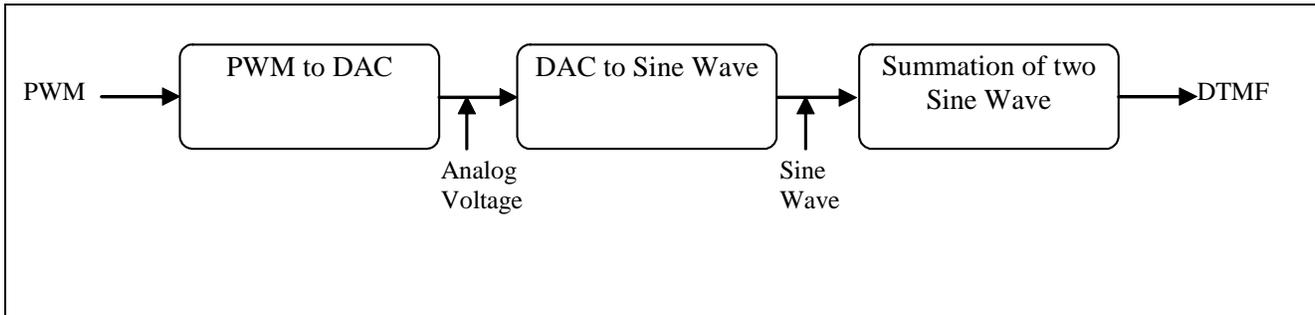 PWM
PWM to DAC
Analog
Voltage
DAC to Sine Wave
Sine
Wave
Summation of two
Sine Wave
DTMF